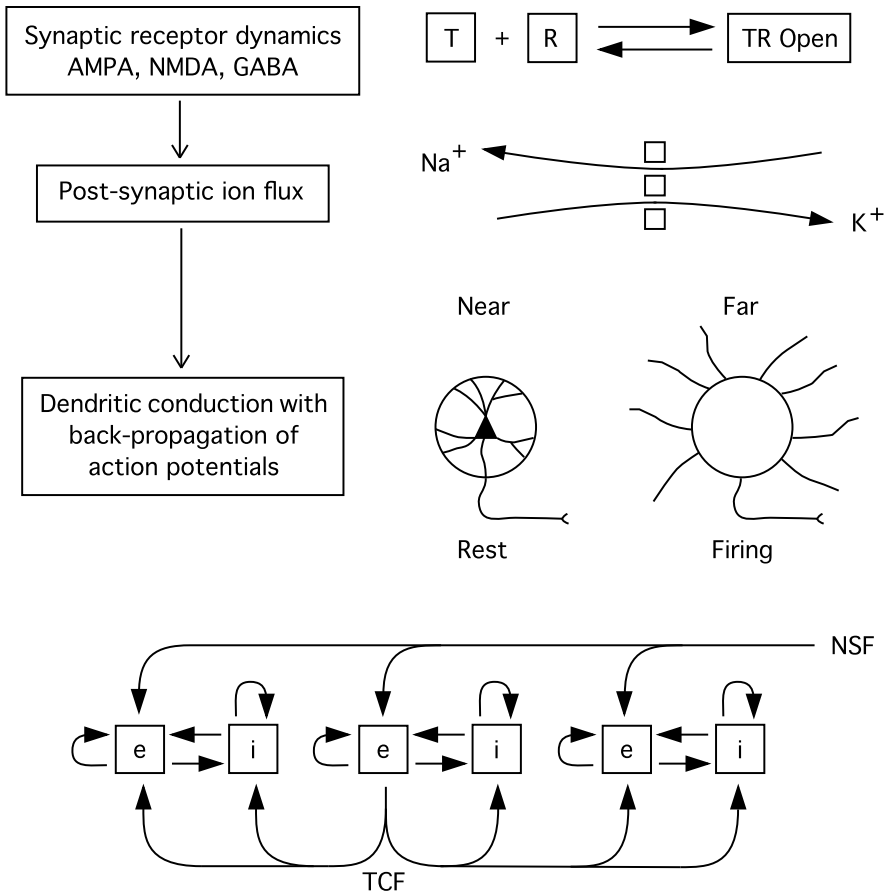 Synaptic receptor dynamics
AMPA, NMDA, GABA
T + R TR Open
Post-synaptic ion flux
Na+
K+
Near Far
Dendritic conduction with
back-propagation of
action potentials
Rest Firing
NSF
e i e i e i
TCF